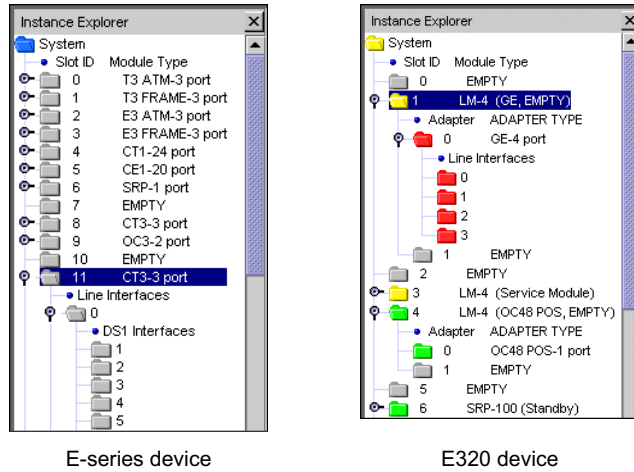 Instance Explorer
System
Slot ID Module Type
0 T3 ATM-3 port
1 T3 FRAME-3 port
2 E3 ATM-3 port
3 E3 FRAME-3 port
4 CT1-24 port
5 CE1-20 port
6 SRP-1 port
7 EMPTY
8 CT3-3 port
9 OC3-2 port
10 EMPTY
11 CT3-3 port
Line Interfaces
0
DS1 Interfaces
1
2
3
4
5
E-series device
Instance Explorer
System
Slot ID Module Type
0 EMPTY
1 LM-4 (GE, EMPTY)
Adapter ADAPTER TYPE
0 GE-4 port
Line Interfaces
0
1
2
3
1 EMPTY
2 EMPTY
3 LM-4 (Service Module)
4 LM-4 (OC48 POS, EMPTY)
Adapter ADAPTER TYPE
0 OC48 POS-1 port
1 EMPTY
5 EMPTY
6 SRP-100 (Standby)
E320 device